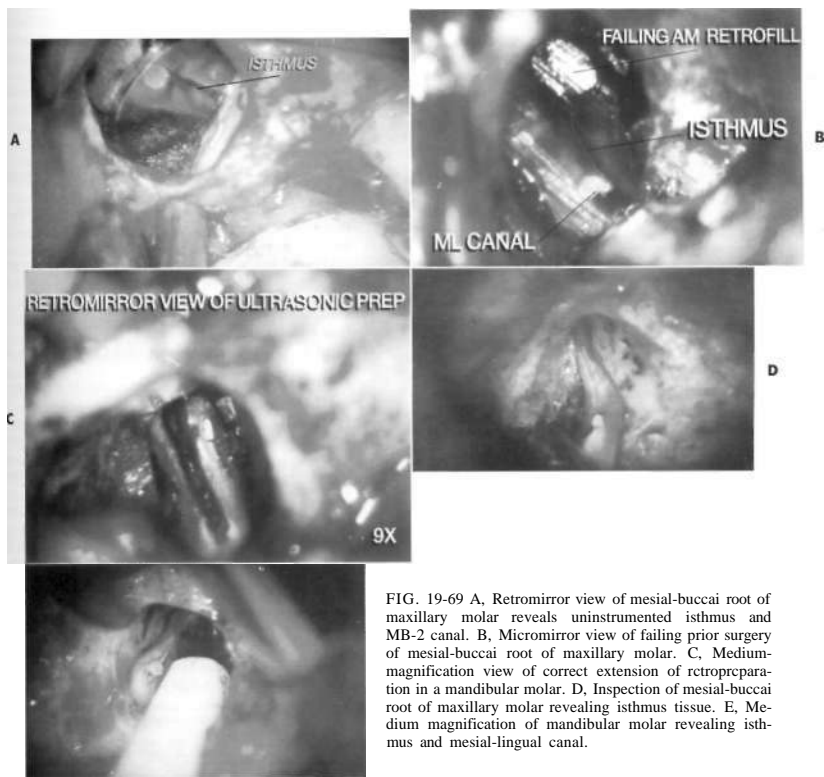 A
ISTHMUS
FAILING AM RETROFILL
ISTHMUS
ML CANAL
B
RETROMIRROR VIEW OF ULTRASONIC PREP
9X
C
D
FIG. 19-69 A, Retromirror view of mesial-buccai root of
maxillary molar reveals uninstrumented isthmus and
MB-2 canal. B, Micromirror view of failing prior surgery
of mesial-buccai root of maxillary molar. C, Medium-
magnification view of correct extension of rctroprcpara-
tion in a mandibular molar. D, Inspection of mesial-buccai
root of maxillary molar revealing isthmus tissue. E, Me-
dium magnification of mandibular molar revealing isth-
mus and mesial-lingual canal.